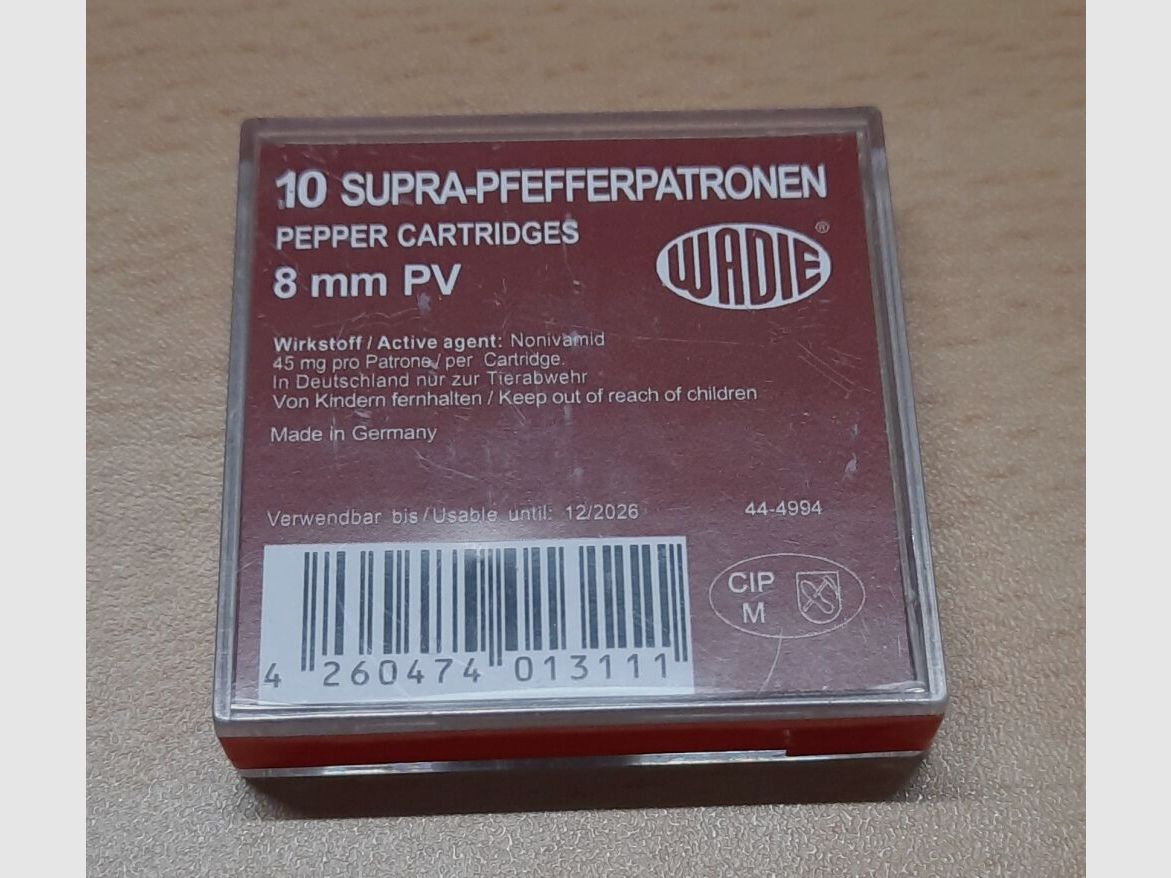 10 SUPRA-PFEFFERPATRONEN
PEPPER CARTRIDGES
8 mm PV
WADIE ®
Wirkstoff / Active agent: Nonivamid
45 mg pro Patrone / per Cartridge.
In Deutschland nur zur Tierabwehr
Von Kindern fernhalten / Keep out of reach of children
Made in Germany
Verwendbar bis / Usable until: 12/2026
44-4994
CIP
M
4 260474 013111